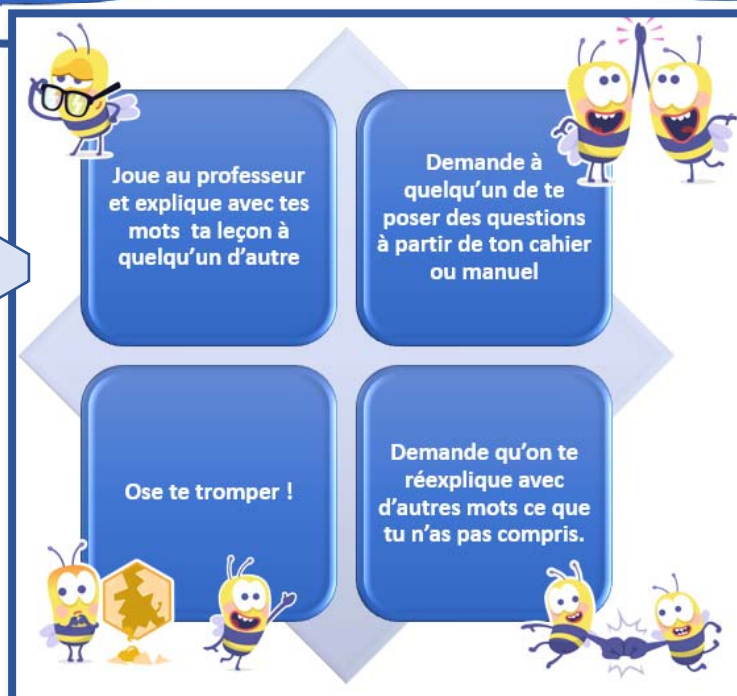 Joue au professeur
et explique avec tes
mots ta leçon à
quelqu'un d'autre
Demande à
quelqu'un de te
poser des questions
à partir de ton cahier
ou manuel
Ose te tromper !
Demande qu'on te
réexplique avec
d'autres mots ce que
tu n'as pas compris.